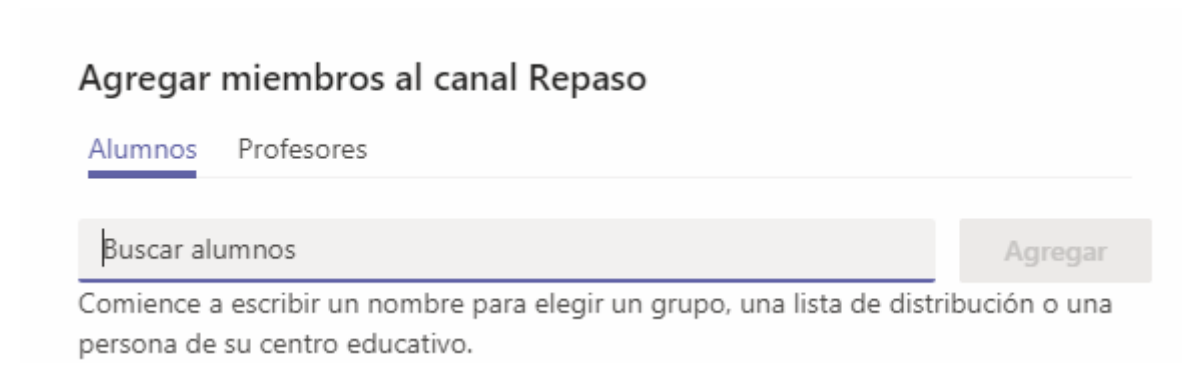 Agregar miembros al canal Repaso
Alumnos Profesores
Buscar alumnos Agregar
Comience a escribir un nombre para elegir un grupo, una lista de distribución o una
persona de su centro educativo.